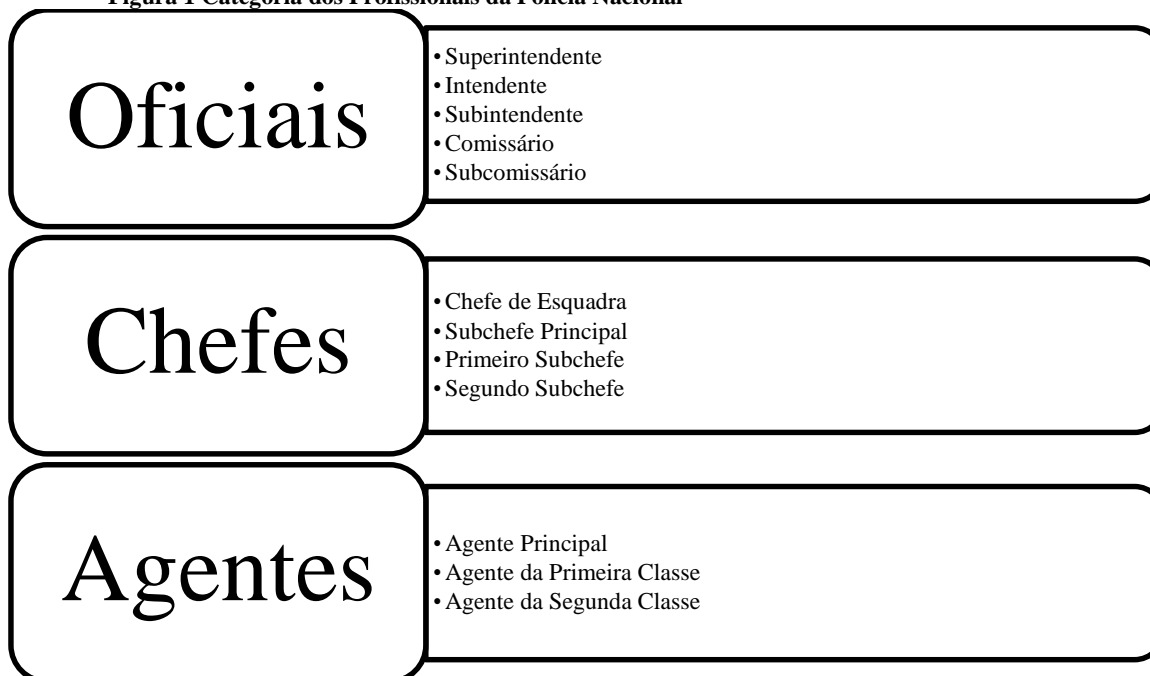 Figura 1 Categoria dos Profissionais da Polícia Nacional
Oficiais
• Superintendente
• Intendente
• Subintendente
• Comissário
• Subcomissário
Chefes
• Chefe de Esquadra
• Subchefe Principal
• Primeiro Subchefe
• Segundo Subchefe
Agentes
• Agente Principal
• Agente da Primeira Classe
• Agente da Segunda Classe